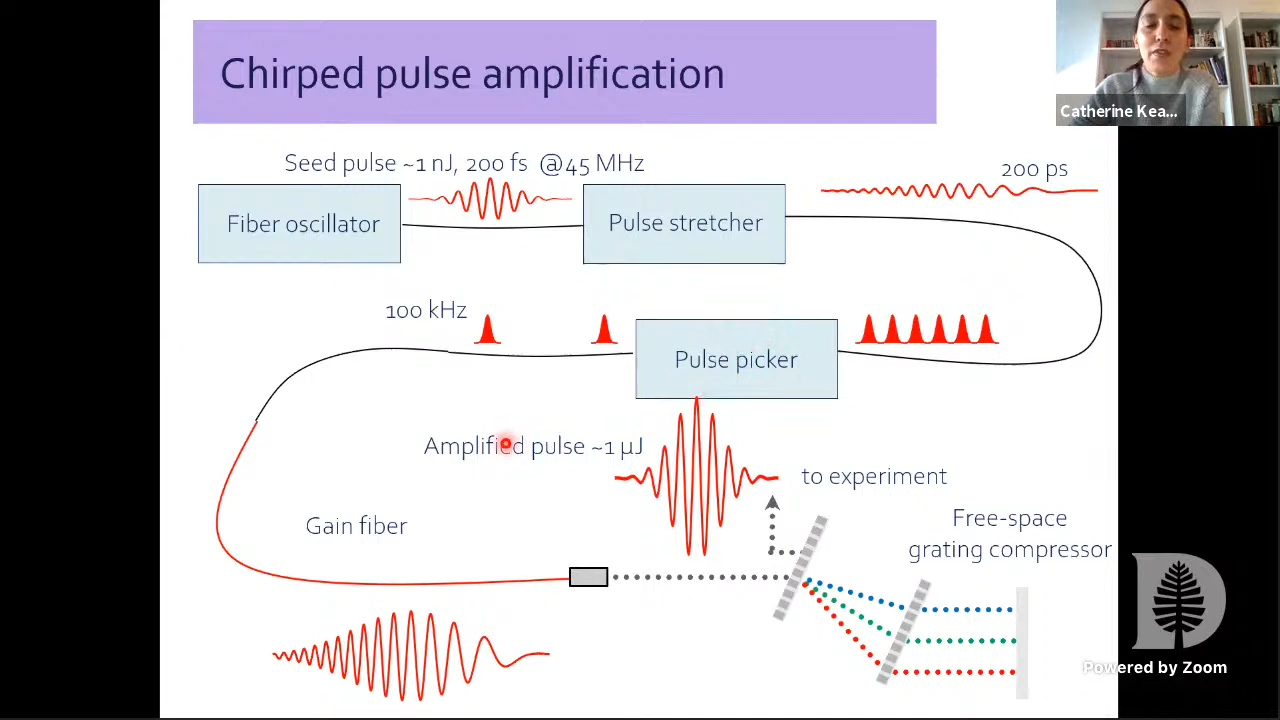 Chirped pulse amplification
Catherine Kea...
Seed pulse ~1 nJ, 200 fs @45 MHz
200 ps
Fiber oscillator
Pulse stretcher
100 kHz
Pulse picker
Amplified pulse ~1 µJ
to experiment
Gain fiber
Free-space
grating compressor
D
Powered by Zoom